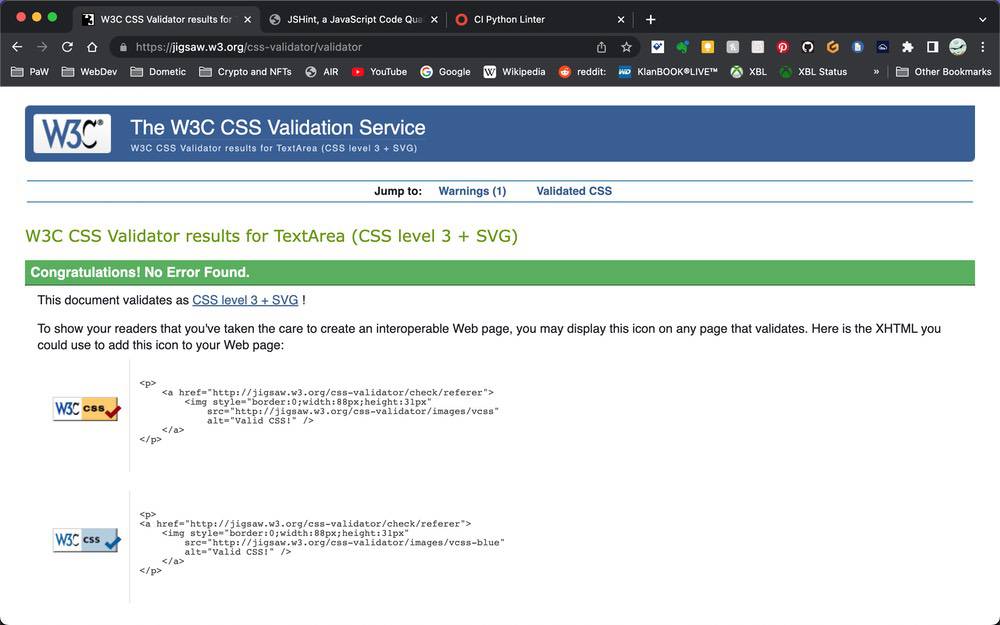 W3C CSS Validator results for
JSHint, a JavaScript Code Qua
CI Python Linter
https://jigsaw.w3.org/css-validator/validator
PaW
WebDev
Dometic
Crypto and NFTs
AIR
YouTube
Google
Wikipedia
reddit:
KlanBOOK®LIVE™
XBL
XBL Status
»
Other Bookmarks
W3C®
The W3C CSS Validation Service
W3C CSS Validator results for TextArea (CSS level 3 + SVG)
Jump to: Warnings (1) Validated CSS
W3C CSS Validator results for TextArea (CSS level 3 + SVG)
Congratulations! No Error Found.
This document validates as CSS level 3 + SVG !
To show your readers that you've taken the care to create an interoperable Web page, you may display this icon on any page that validates. Here is the XHTML you
could use to add this icon to your Web page:
W3C css
<p>
<a href="http://jigsaw.w3.org/css-validator/check/referer">
<img style="border:0;width:88px;height:31px"
src="http://jigsaw.w3.org/css-validator/images/vcss"
alt="Valid CSS!" />
</a>
</p>
W3C css
<p>
<a href="http://jigsaw.w3.org/css-validator/check/referer">
<img style="border:0;width:88px;height:31px"
src="http://jigsaw.w3.org/css-validator/images/vcss-blue"
alt="Valid CSS!" />
</a>
</p>